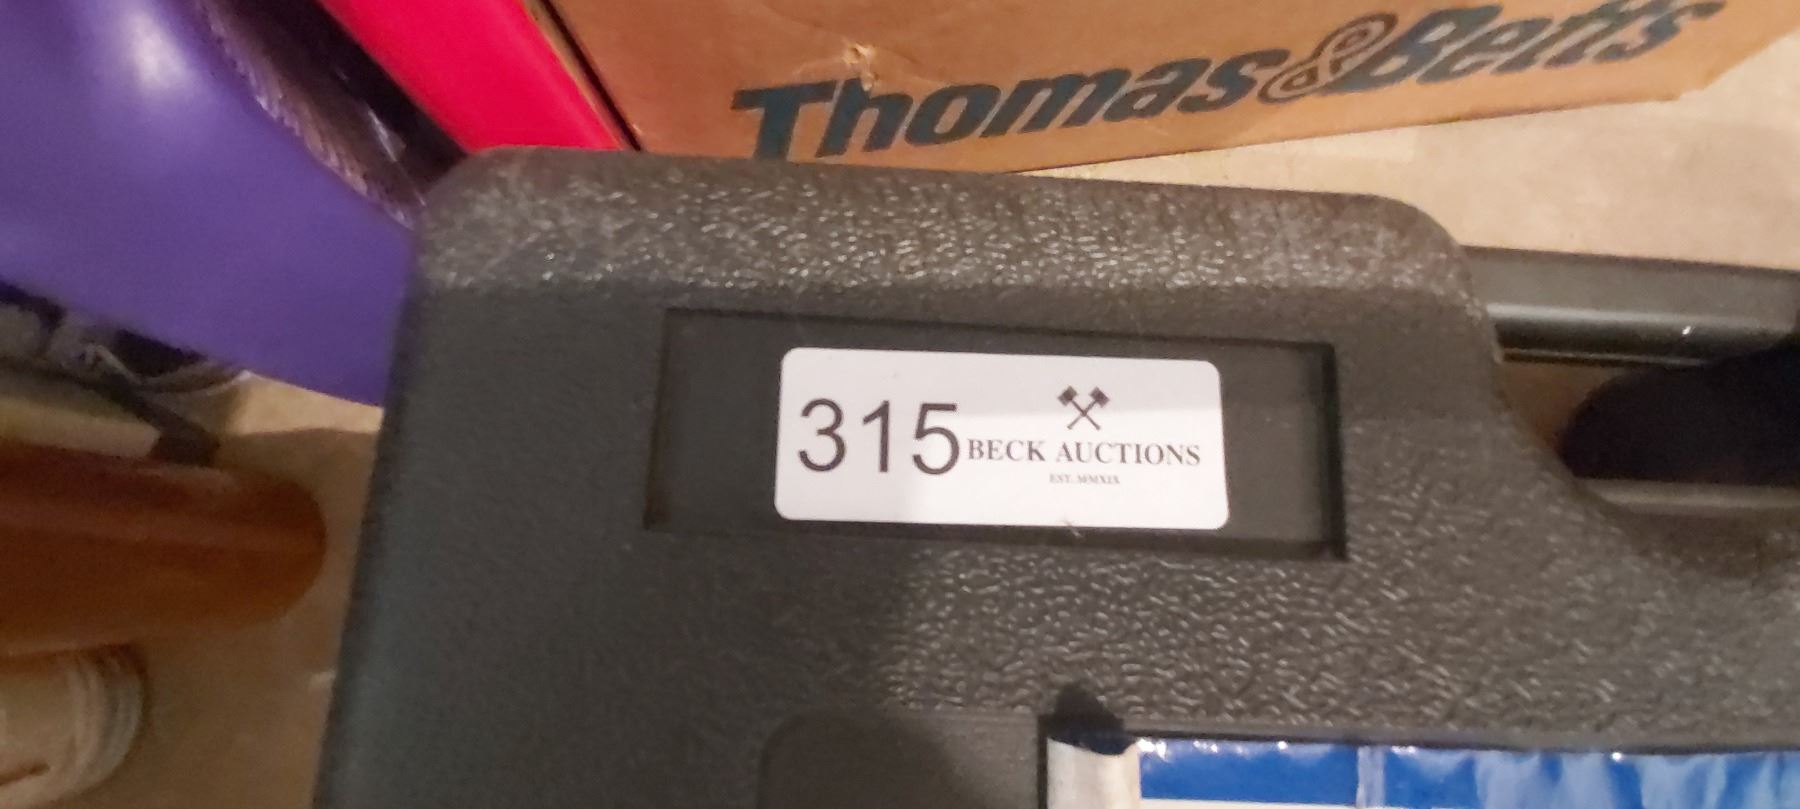 Thomas&Betts
315
BECK AUCTIONS
EST. MMXIX